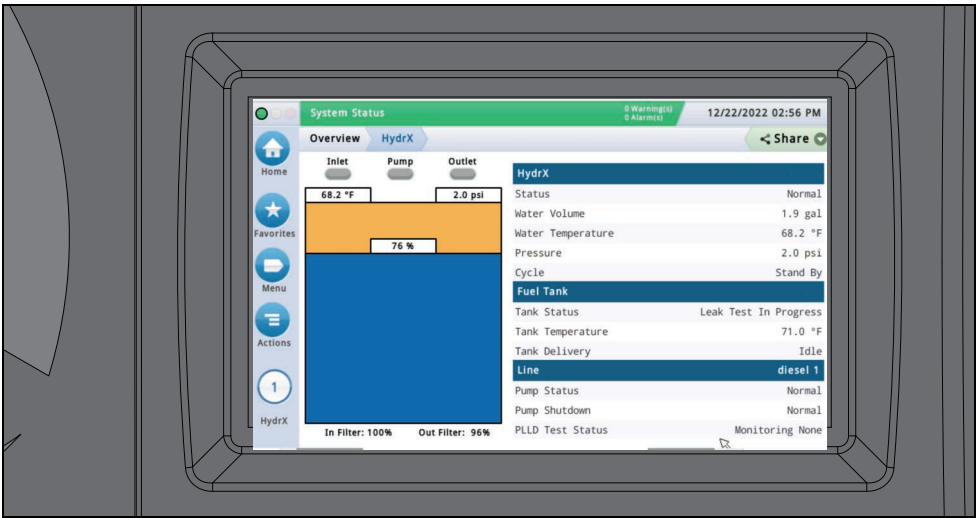 System Status
0 Warning(s)
0 Alarm(s)
12/22/2022 02:56 PM
Overview HydrX
Share
Home
Favorites
Menu
Actions
1
HydrX
Inlet Pump Outlet
68.2 °F 2.0 psi
76 %
In Filter: 100% Out Filter: 96%
HydrX
Status Normal
Water Volume 1.9 gal
Water Temperature 68.2 °F
Pressure 2.0 psi
Cycle Stand By
Fuel Tank
Tank Status Leak Test In Progress
Tank Temperature 71.0 °F
Tank Delivery Idle
Line diesel 1
Pump Status Normal
Pump Shutdown Normal
PLLD Test Status Monitoring None